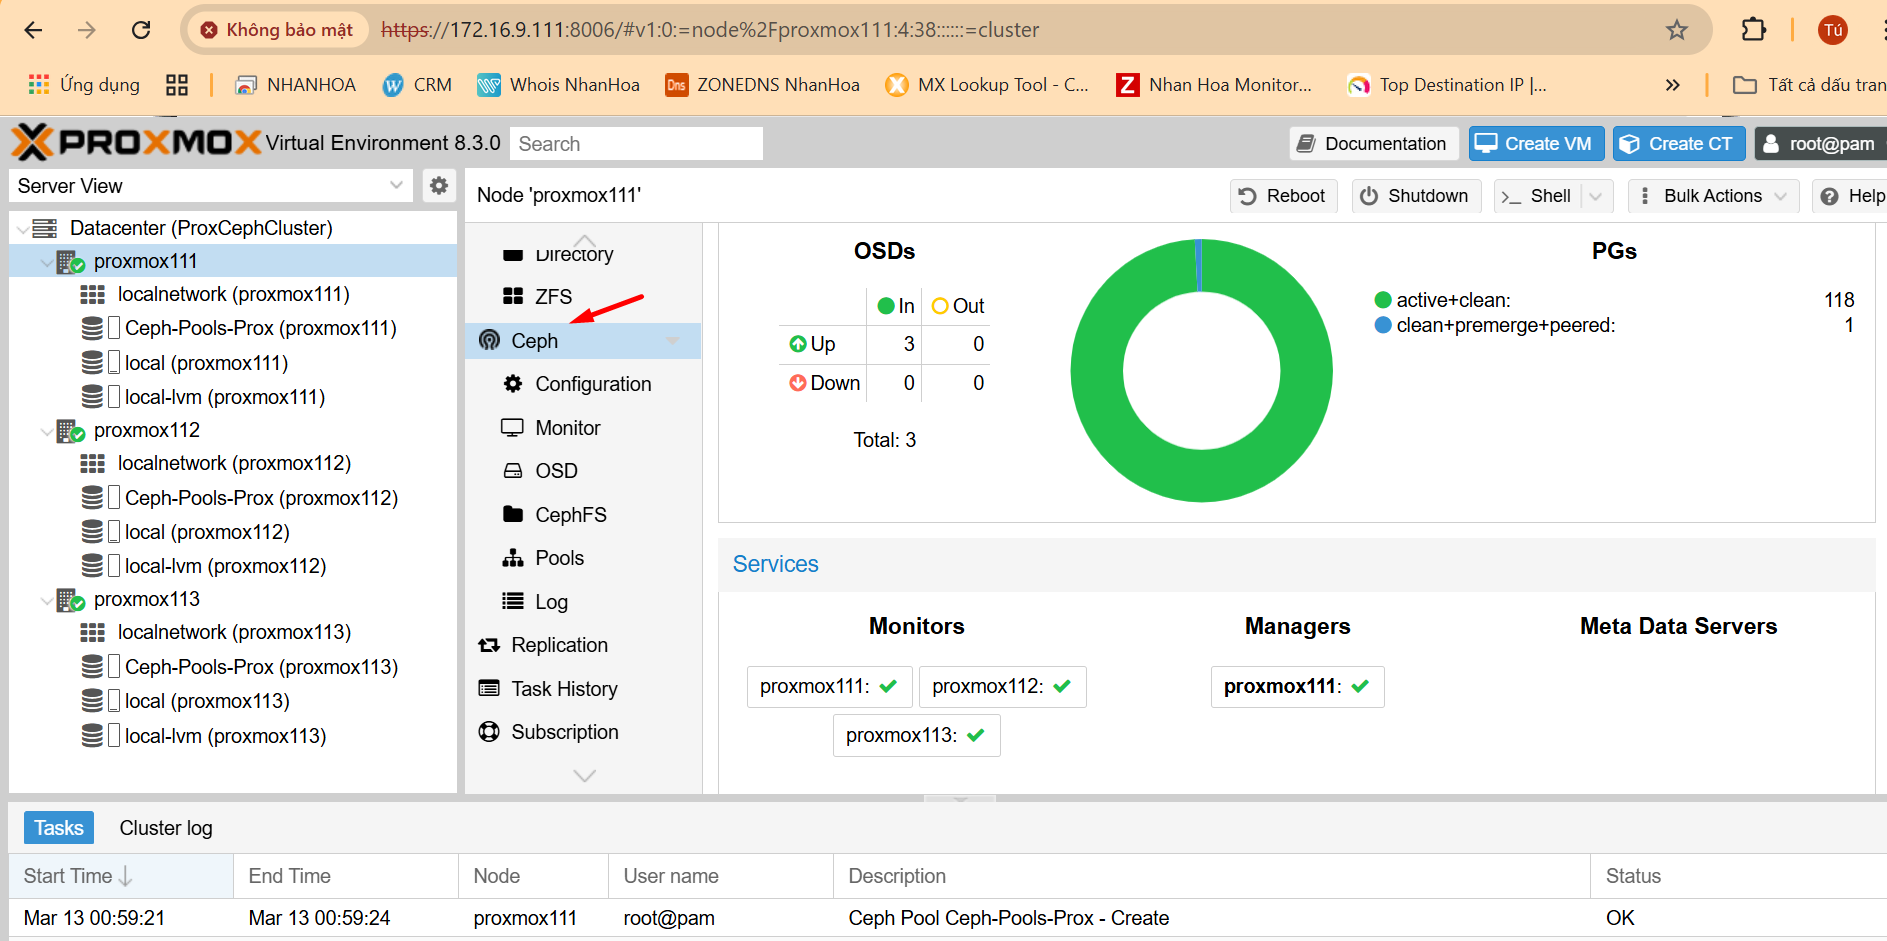 Không bảo mật https://172.16.9.111:8006/#v1:0:=node%2Fproxmox111:4:38::::::=cluster Tú
Ứng dụng NHANHOA CRM Whois NhanHoa Dns ZONEDNS NhanHoa MX Lookup Tool - C... Z Nhan Hoa Monitor... Top Destination IP |... » Tất cả dấu tran
PROXMOX Virtual Environment 8.3.0 Search Documentation Create VM Create CT root@pam
Server View
Node 'proxmox111' Reboot Shutdown Shell Bulk Actions Help
Datacenter (ProxCephCluster)
proxmox111
localnetwork (proxmox111)
Ceph-Pools-Prox (proxmox111)
local (proxmox111)
local-lvm (proxmox111)
proxmox112
localnetwork (proxmox112)
Ceph-Pools-Prox (proxmox112)
local (proxmox112)
local-lvm (proxmox112)
proxmox113
localnetwork (proxmox113)
Ceph-Pools-Prox (proxmox113)
local (proxmox113)
local-lvm (proxmox113)
Directory
ZFS
Ceph
Configuration
Monitor
OSD
CephFS
Pools
Log
Replication
Task History
Subscription
OSDs
In Out
Up 3 0
Down 0 0
Total: 3
PGs
active+clean: 118
clean+premerge+peered: 1
Services
Monitors Managers Meta Data Servers
proxmox111: proxmox112: proxmox111:
proxmox113:
Tasks Cluster log
Start Time End Time Node User name Description Status
Mar 13 00:59:21 Mar 13 00:59:24 proxmox111 root@pam Ceph Pool Ceph-Pools-Prox - Create OK